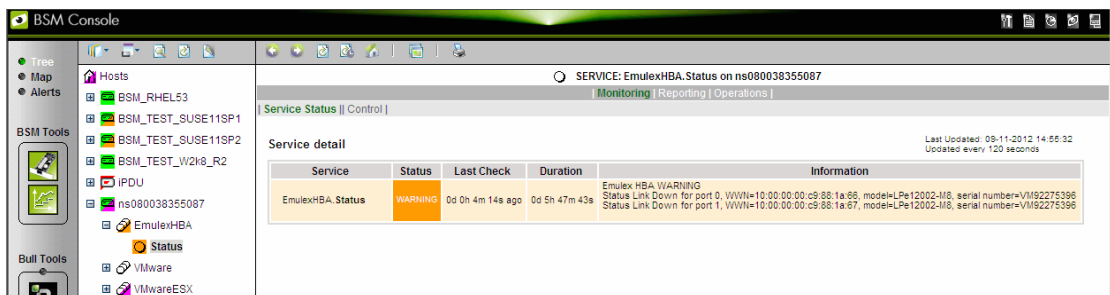 BSM Console
Tree
Map
Alerts
BSM Tools
Bull Tools
Hosts
BSM_RHEL53
BSM_TEST_SUSE11SP1
BSM_TEST_SUSE11SP2
BSM_TEST_W2k8_R2
iPDU
ns080038355087
EmulexHBA
Status
VMware
VMwareESX
SERVICE: EmulexHBA.Status on ns080038355087
| Monitoring | Reporting | Operations |
| Service Status || Control |
Service detail
Last Updated: 09-11-2012 14:56:32
Updated every 120 seconds
Service Status Last Check Duration Information
EmulexHBA.Status WARNING 0d 0h 4m 14s ago 0d 5h 47m 43s
Emulex HBA WARNING
Status Link Down for port 0, WWN=10:00:00:00:c9:88:1a:66, model=LPe12002-M8, serial number=VM92275396
Status Link Down for port 1, WWN=10:00:00:00:c9:88:1a:67, model=LPe12002-M8, serial number=VM92275396